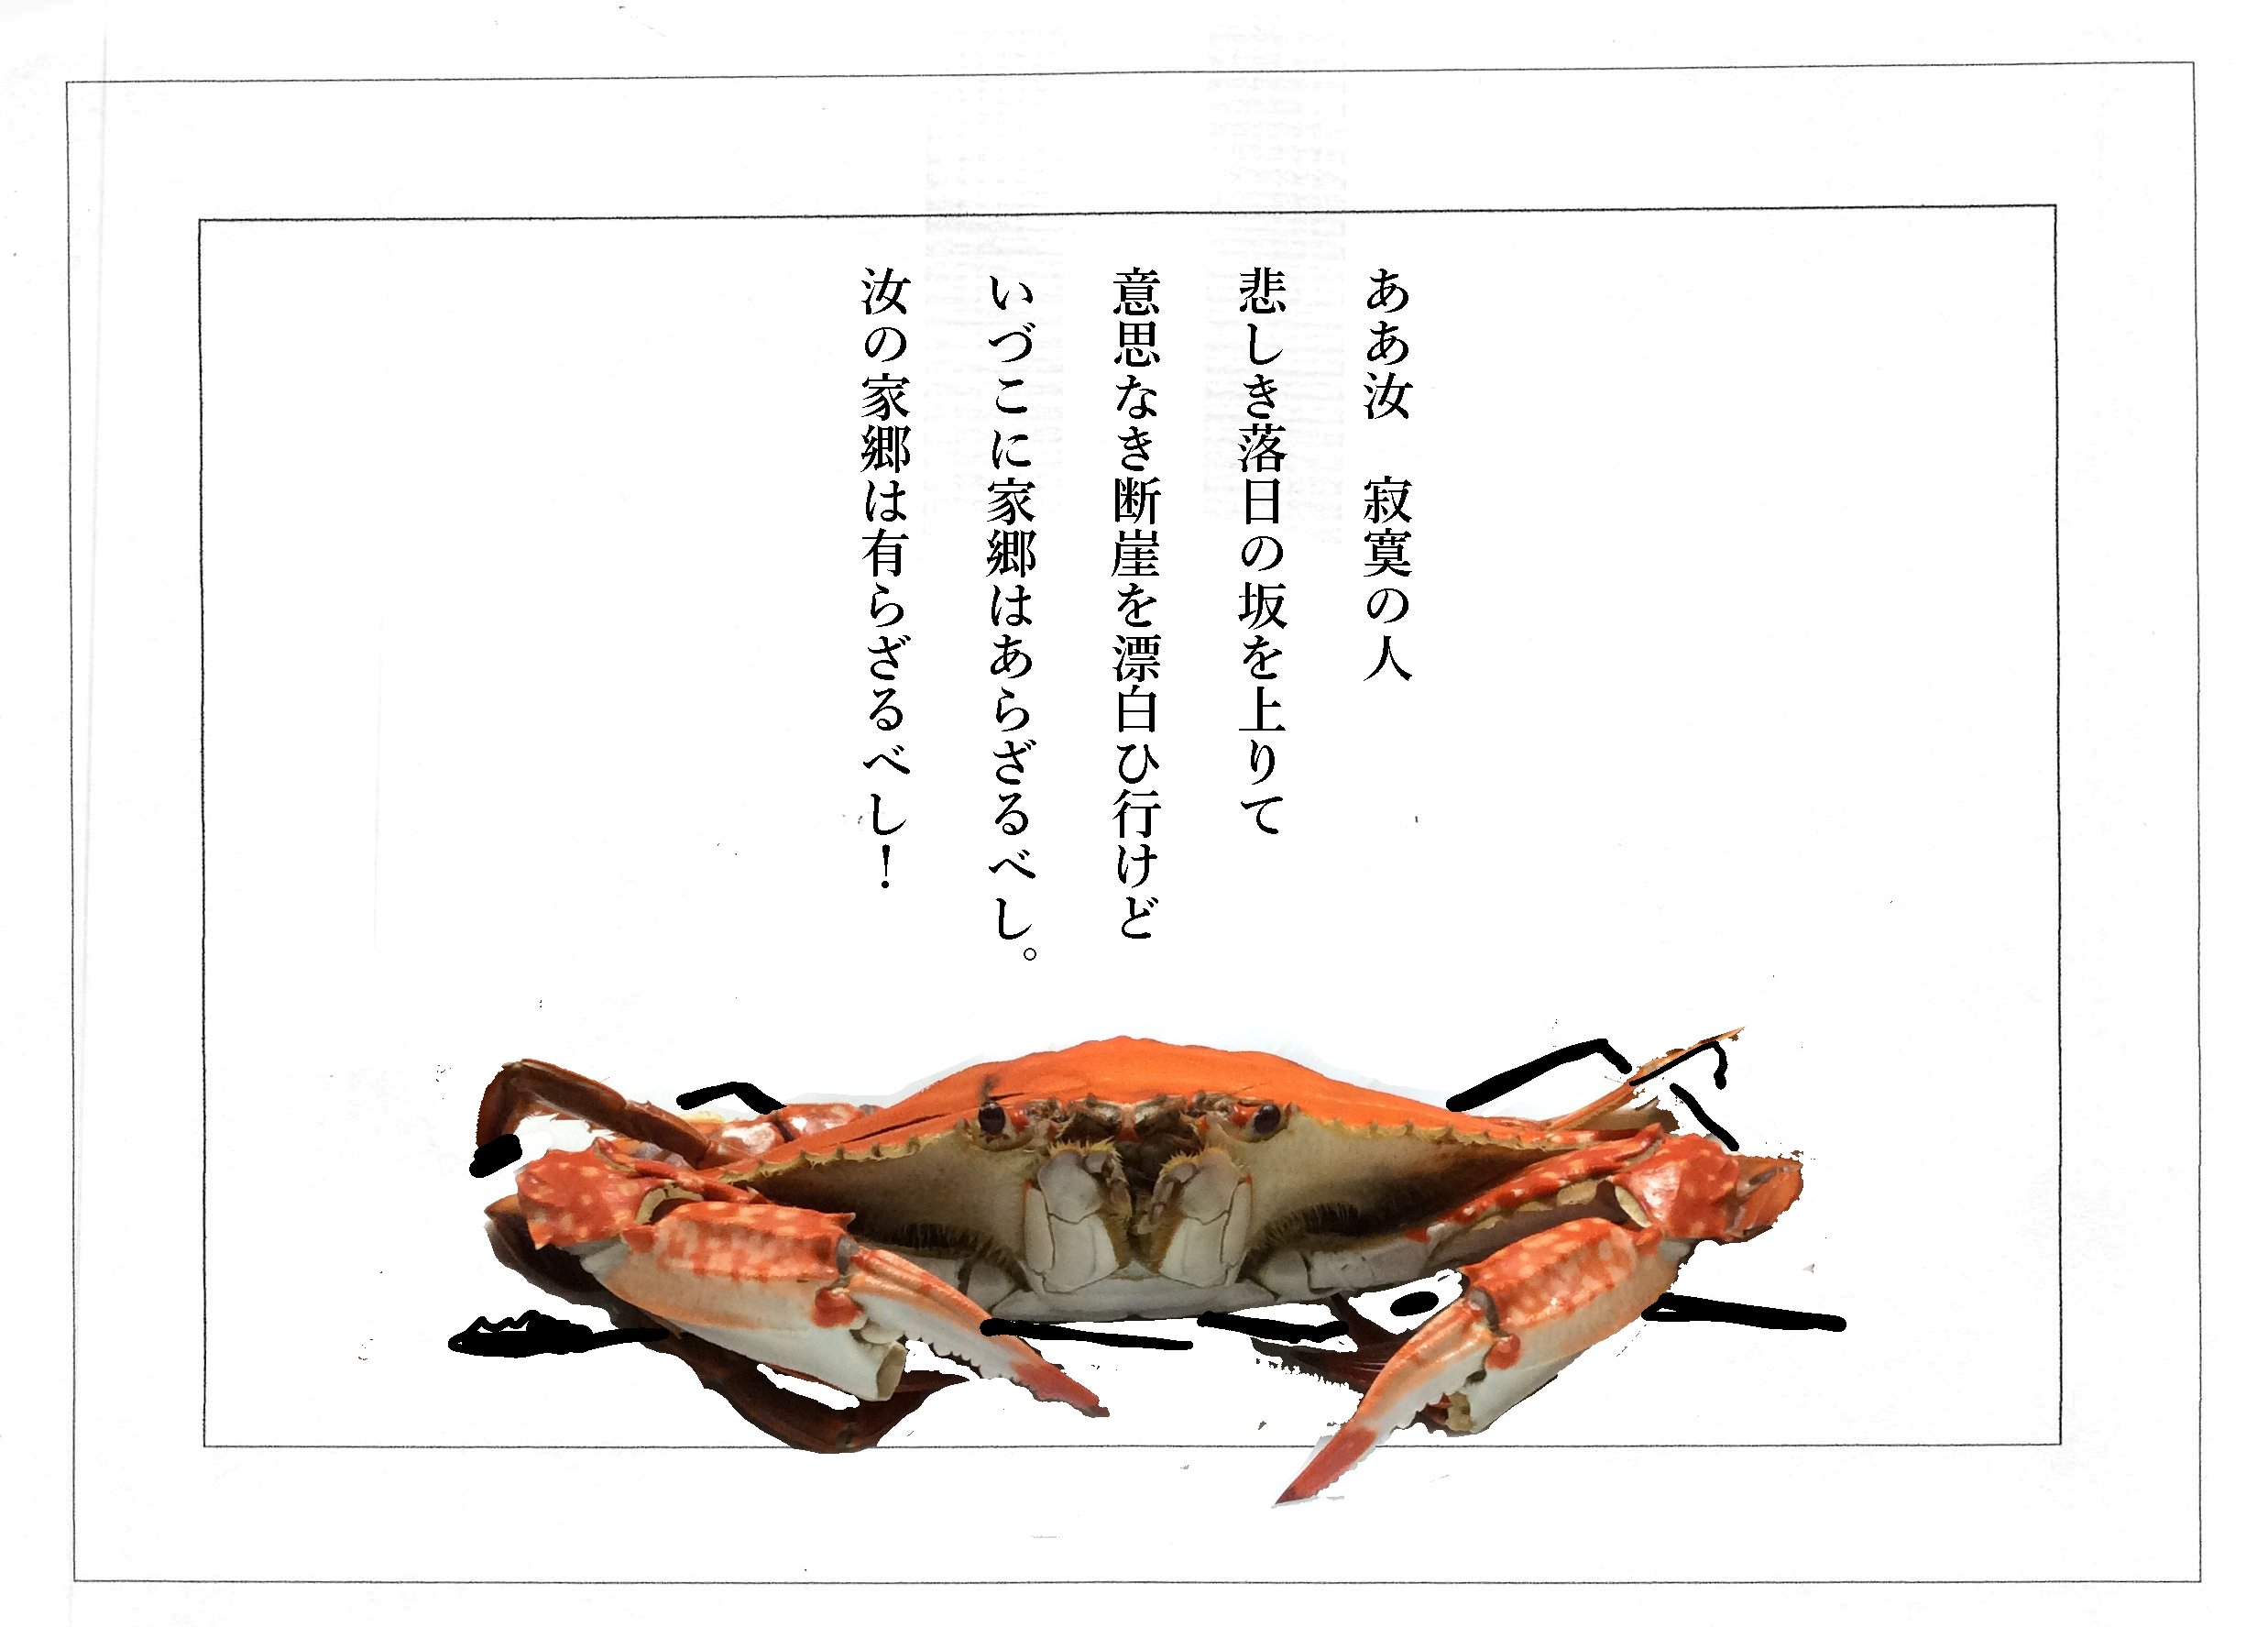 ああ汝　寂寞の人
悲しき落日の坂を上りて
意思なき断崖を漂白ひ行けど
いづこに家郷はあらざるべし。
汝の家郷は有らざるべし！